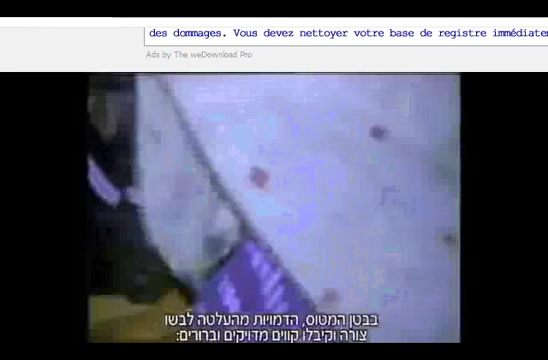 des dommages. Vous devez nettoyer votre base de registre immédiate
Ads by The weDownload Pro
בבטן המטוס, הדמויות מהעלטה לבשו
צורה וקיבלו קווים מדויקים וברורים: